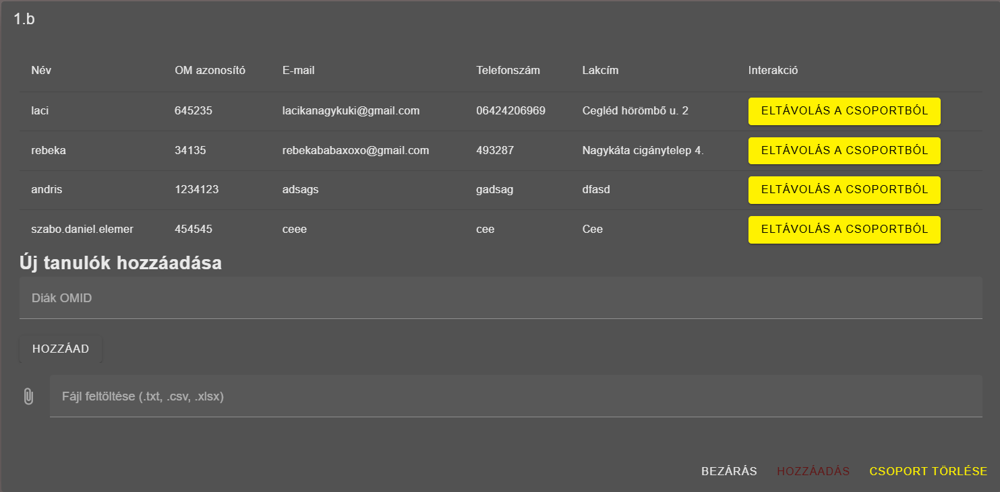 1.b
Név OM azonosító E-mail Telefonszám Lakcím Interakció
laci 645235 lacikanagykuki@gmail.com 06424206969 Cegléd hörömbő u. 2 ELTÁVOLÁS A CSOPORTBÓL
rebeka 34135 rebekababaxoxo@gmail.com 493287 Nagykáta cigánytelep 4. ELTÁVOLÁS A CSOPORTBÓL
andris 1234123 adsags gadsag dfasd ELTÁVOLÁS A CSOPORTBÓL
szabo.daniel.elemer 454545 ceee cee Cee ELTÁVOLÁS A CSOPORTBÓL
Új tanulók hozzáadása
Diák OMID
HOZZÁAD
Fájl feltöltése (.txt, .csv, .xlsx)
BEZÁRÁS HOZZÁADÁS CSOPORT TÖRLÉSE